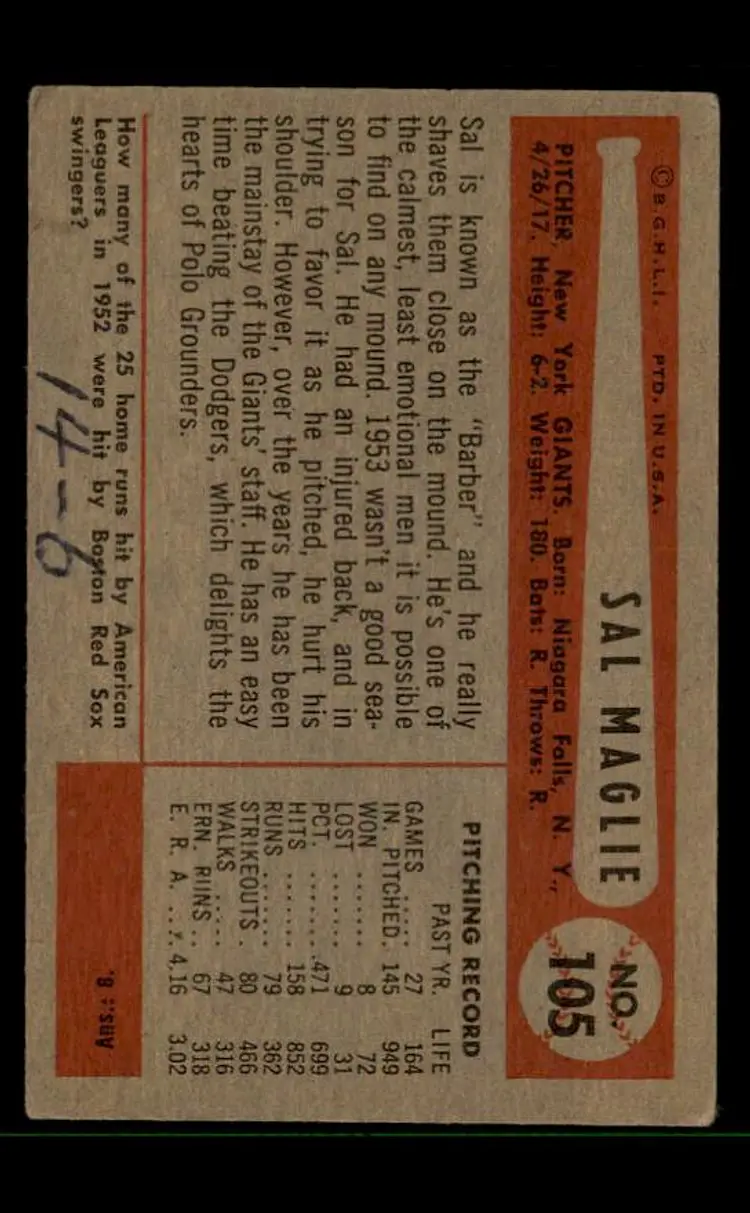 © B.G.H.L.I. PTD. IN U.S.A.
SAL MAGLIE
NO.
105
PITCHER, New York GIANTS. Born: Niagara Falls, N. Y.,
4/26/17. Height: 6-2. Weight: 180. Bats: R. Throws: R.
Sal is known as the "Barber" and he really
shaves them close on the mound. He's one of
the calmest, least emotional men it is possible
to find on any mound. 1953 wasn't a good sea-
son for Sal. He had an injured back, and in
trying to favor it as he pitched, he hurt his
shoulder. However, over the years he has been
the mainstay of the Giants' staff. He has an easy
time beating the Dodgers, which delights the
hearts of Polo Grounders.
PITCHING RECORD
PAST YR. LIFE
GAMES ..... 27 164
IN. PITCHED. 145 949
WON ...... 8 72
LOST ....... 9 31
PCT. ........ .471 699
HITS ....... 158 852
RUNS ...... 79 362
STRIKEOUTS . 80 466
WALKS ..... 47 316
ERN. RUNS .. 67 318
E. R. A. .... 4.16 3.02
How many of the 25 home runs hit by American
Leaguers in 1952 were hit by Boston Red Sox
swingers?
14-6
Ans.: 8.